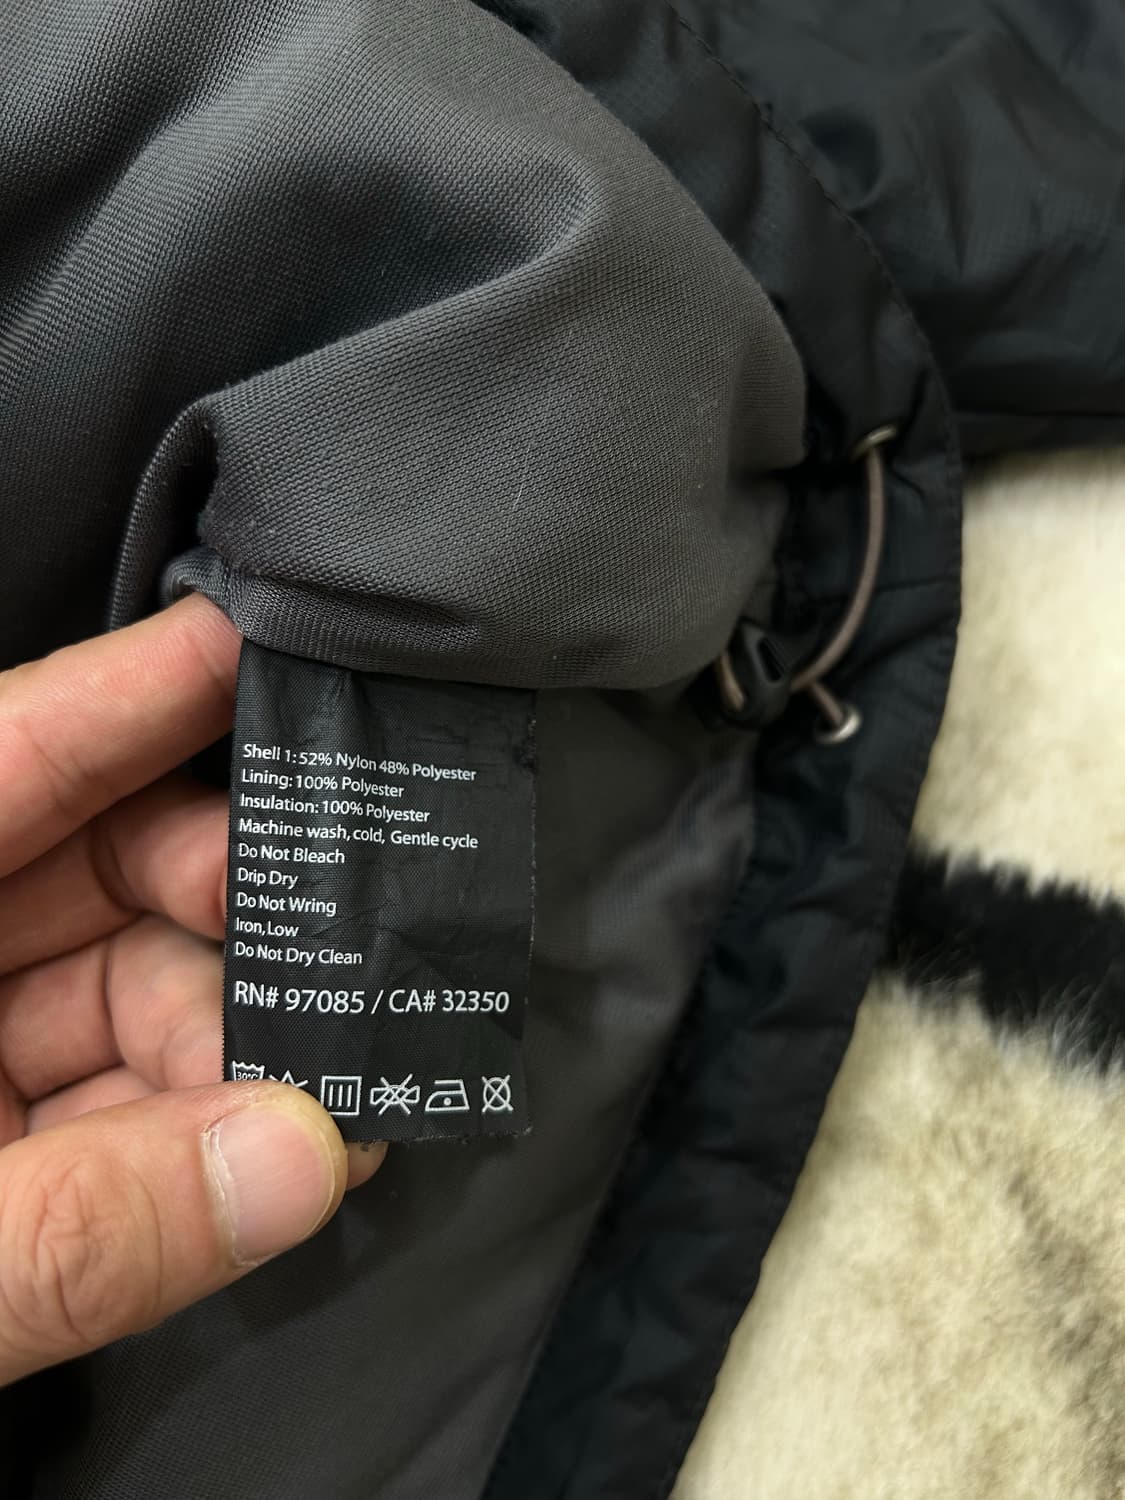 Shell 1: 52% Nylon 48% Polyester
Lining: 100% Polyester
Insulation: 100% Polyester
Machine wash, cold, Gentle cycle
Do Not Bleach
Drip Dry
Do Not Wring
Iron, Low
Do Not Dry Clean
RN# 97085 / CA# 32350
30°C